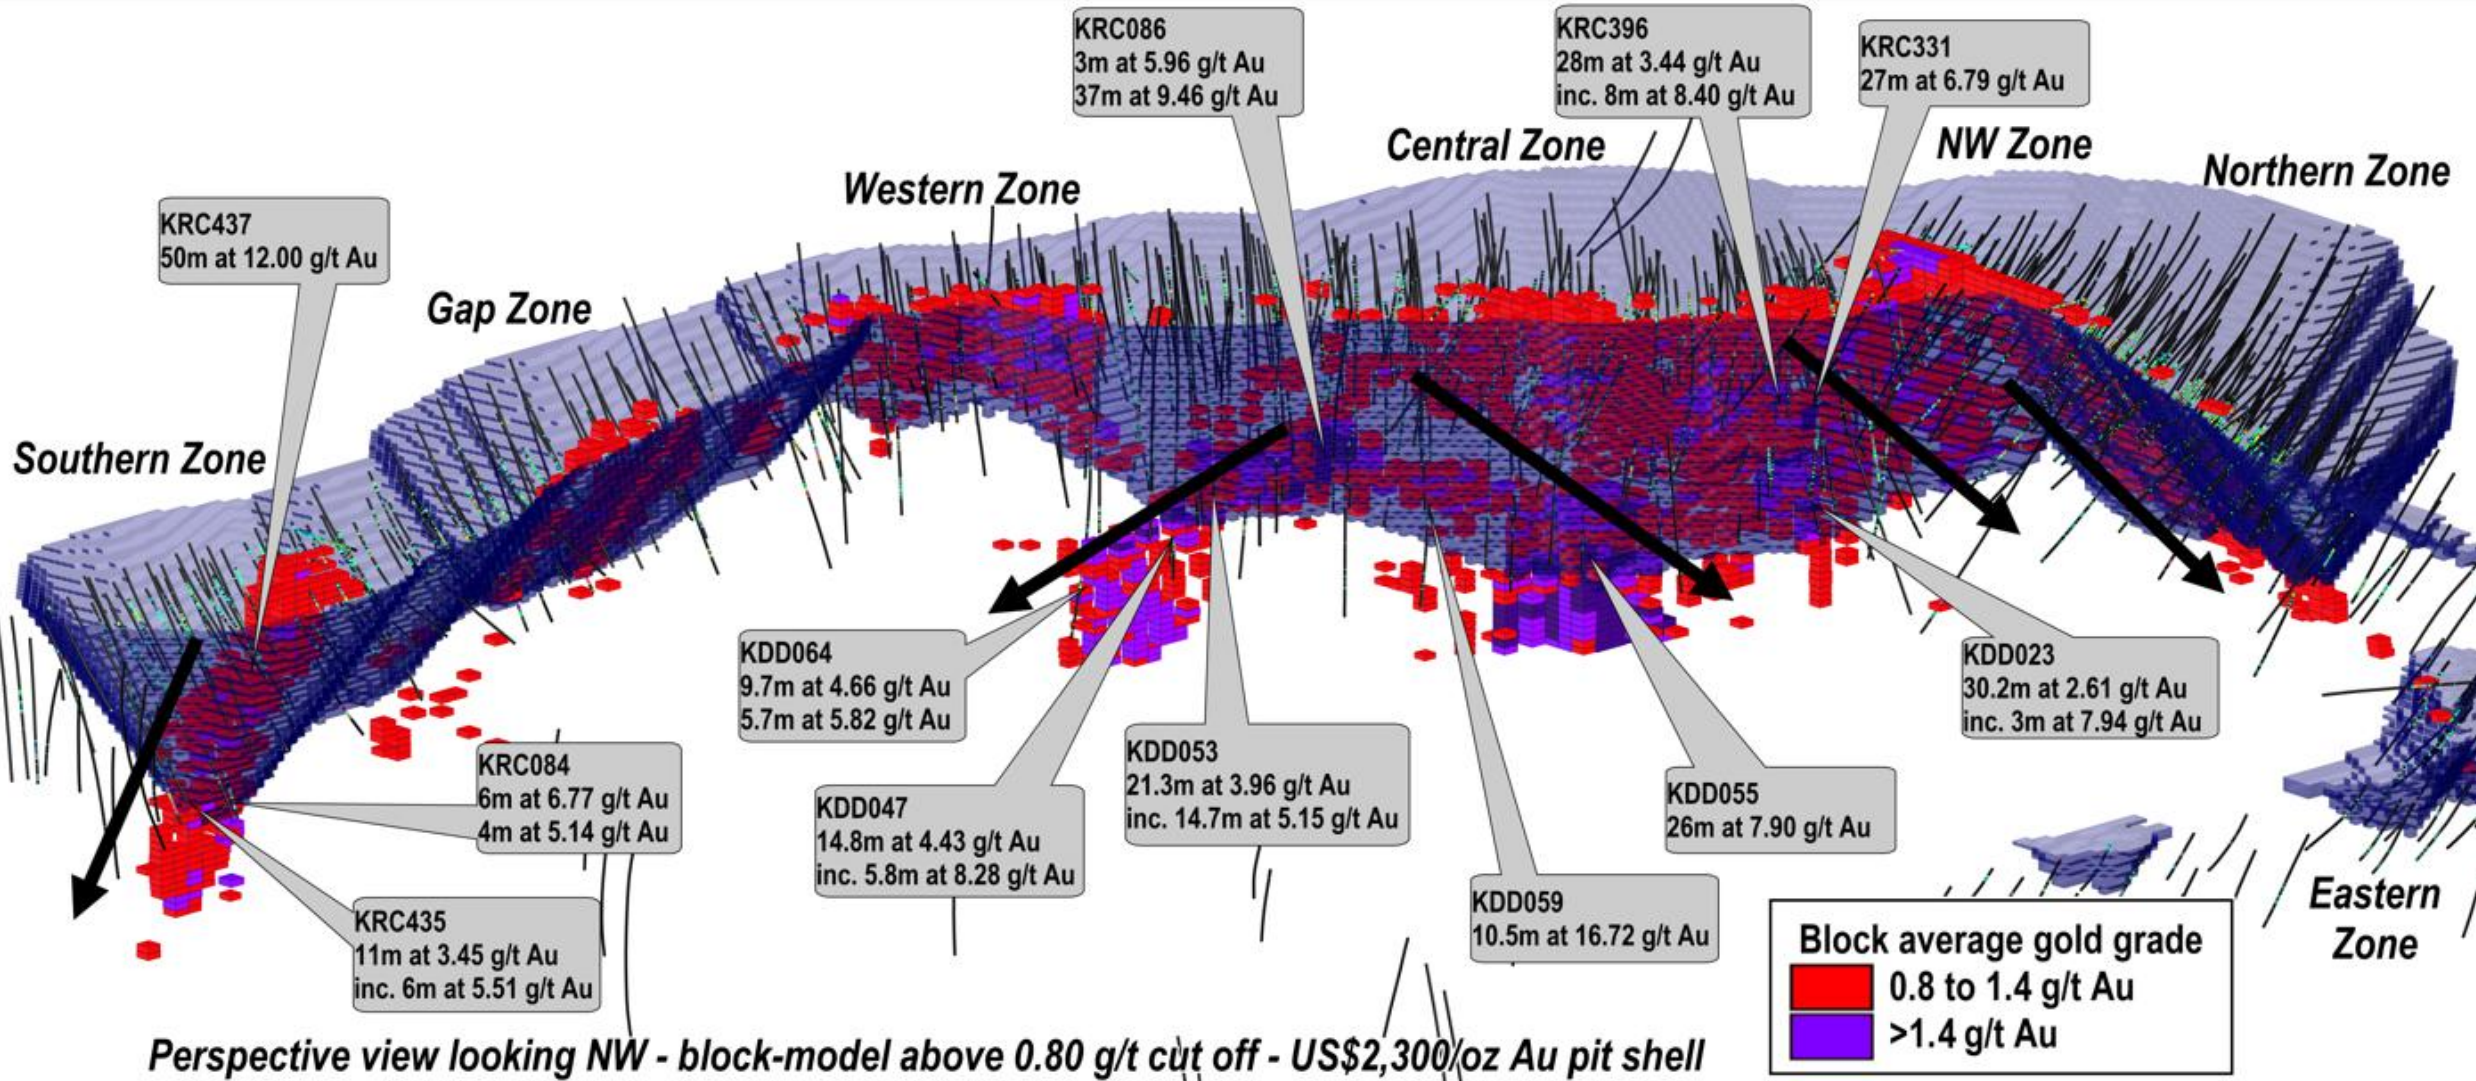 KRC086
3m at 5.96 g/t Au
37m at 9.46 g/t Au
KRC396
28m at 3.44 g/t Au
inc. 8m at 8.40 g/t Au
KRC331
27m at 6.79 g/t Au
Central Zone
NW Zone
Northern Zone
Western Zone
KRC437
50m at 12.00 g/t Au
Gap Zone
Southern Zone
KDD064
9.7m at 4.66 g/t Au
5.7m at 5.82 g/t Au
KDD023
30.2m at 2.61 g/t Au
inc. 3m at 7.94 g/t Au
KRC084
6m at 6.77 g/t Au
4m at 5.14 g/t Au
KDD053
21.3m at 3.96 g/t Au
inc. 14.7m at 5.15 g/t Au
KDD047
14.8m at 4.43 g/t Au
inc. 5.8m at 8.28 g/t Au
KDD055
26m at 7.90 g/t Au
KDD059
10.5m at 16.72 g/t Au
KRC435
11m at 3.45 g/t Au
inc. 6m at 5.51 g/t Au
Eastern
Zone
Block average gold grade
0.8 to 1.4 g/t Au
>1.4 g/t Au
Perspective view looking NW - block-model above 0.80 g/t cut off - US$2,300/oz Au pit shell